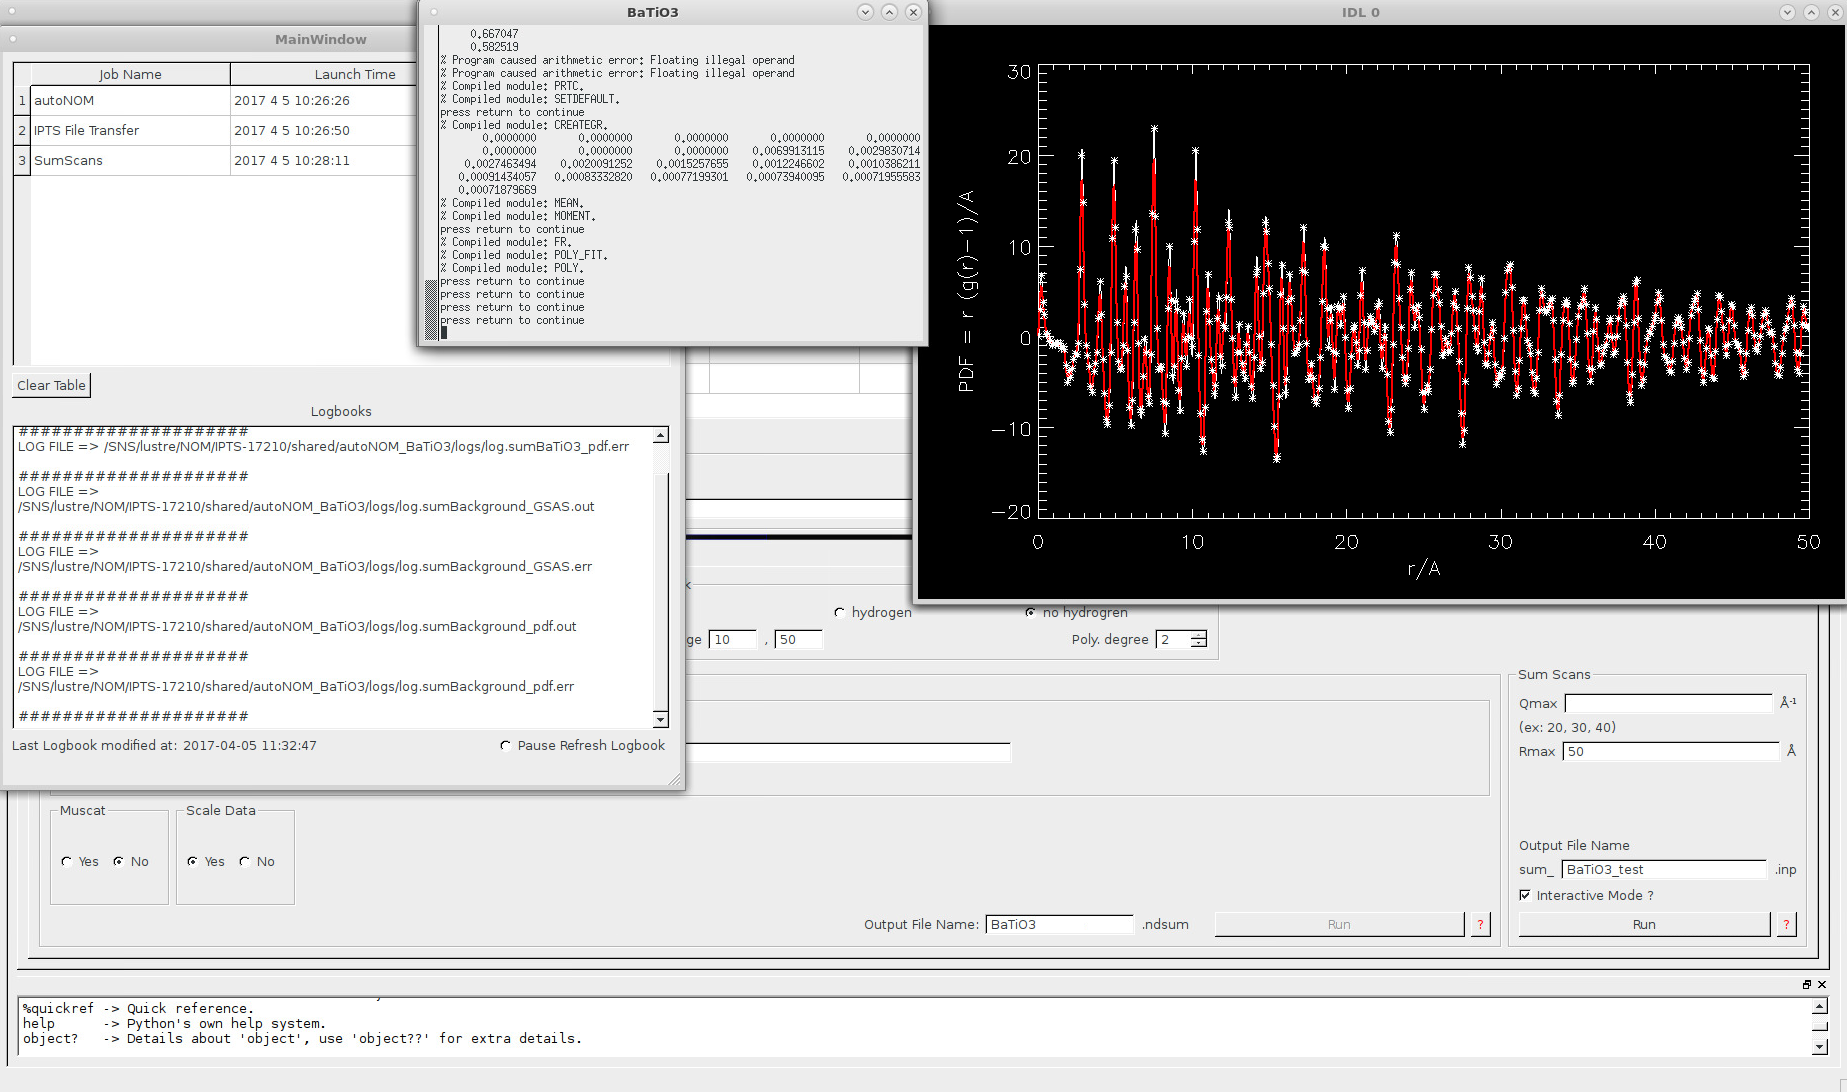 MainWindow
Job Name Launch Time
1 autoNOM 2017 4 5 10:26:26
2 IPTS File Transfer 2017 4 5 10:26:50
3 SumScans 2017 4 5 10:28:11
Clear Table
Logbooks
#####################
LOG FILE => /SNS/lustre/NOM/IPTS-17210/shared/autoNOM_BaTiO3/logs/log.sumBaTiO3_pdf.err
#####################
LOG FILE =>
/SNS/lustre/NOM/IPTS-17210/shared/autoNOM_BaTiO3/logs/log.sumBackground_GSAS.out
#####################
LOG FILE =>
/SNS/lustre/NOM/IPTS-17210/shared/autoNOM_BaTiO3/logs/log.sumBackground_GSAS.err
#####################
LOG FILE =>
/SNS/lustre/NOM/IPTS-17210/shared/autoNOM_BaTiO3/logs/log.sumBackground_pdf.out
#####################
LOG FILE =>
/SNS/lustre/NOM/IPTS-17210/shared/autoNOM_BaTiO3/logs/log.sumBackground_pdf.err
#####################
Last Logbook modified at: 2017-04-05 11:32:47 Pause Refresh Logbook
BaTiO3
0.667047
0.582519
% Program caused arithmetic error: Floating illegal operand
% Program caused arithmetic error: Floating illegal operand
% Compiled module: PRTC.
% Compiled module: SETDEFAULT.
press return to continue
% Compiled module: CREATEGR.
0.0000000 0.0000000 0.0000000 0.0000000 0.0000000
0.0000000 0.0000000 0.0000000 0.0069913115 0.0029830714
0.0027463494 0.0020091252 0.0015257655 0.0012246602 0.0010386211
0.00091434057 0.00083332820 0.00077199301 0.00073940095 0.00071955583
0.00071879669
% Compiled module: MEAN.
% Compiled module: MOMENT.
press return to continue
% Compiled module: FR.
% Compiled module: POLY_FIT.
% Compiled module: POLY.
press return to continue
press return to continue
press return to continue
press return to continue
IDL 0
PDF = r (g(r)−1)/A
30
20
10
0
−10
−20
0 10 20 30 40 50
r/A
hydrogen no hydrogren
ge 10 , 50 Poly. degree 2
Sum Scans
Qmax Å-1
(ex: 20, 30, 40)
Rmax 50 Å
Output File Name
sum_ BaTiO3_test .inp
Interactive Mode ?
Run ?
Muscat Scale Data
Yes No Yes No
Output File Name: BaTiO3 .ndsum Run ?
%quickref -> Quick reference.
help -> Python's own help system.
object? -> Details about 'object', use 'object??' for extra details.